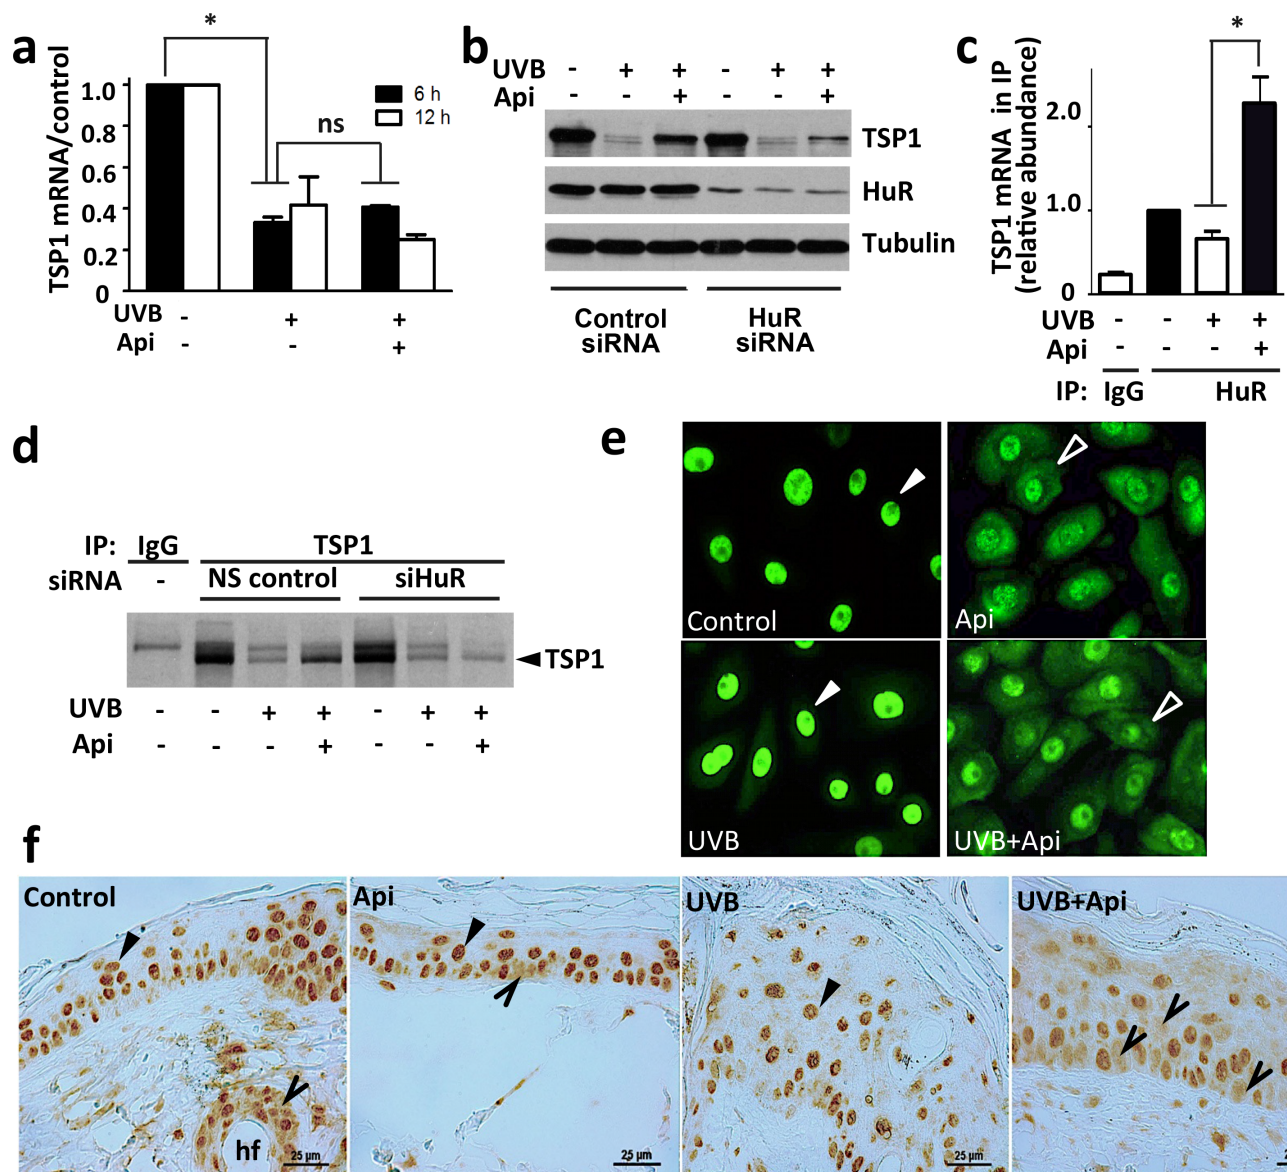 a
*
TSP1 mRNA/control
1.0
0.8
0.6
0.4
0.2
0
6 h
12 h
ns
UVB - + +
Api - - +
b
UVB - + + - + +
Api - - + - - +
TSP1
HuR
Tubulin
Control siRNA
HuR siRNA
c
*
TSP1 mRNA in IP
(relative abundance)
2.0
1.0
0
UVB - - + +
Api - - - +
IP: IgG HuR
d
IP: IgG TSP1
siRNA - NS control siHuR
TSP1
UVB - - + + - + +
Api - - - + - - +
e
Control
Api
UVB
UVB+Api
f
Control
Api
UVB
UVB+Api
hf
25 µm
25 µm
25 µm